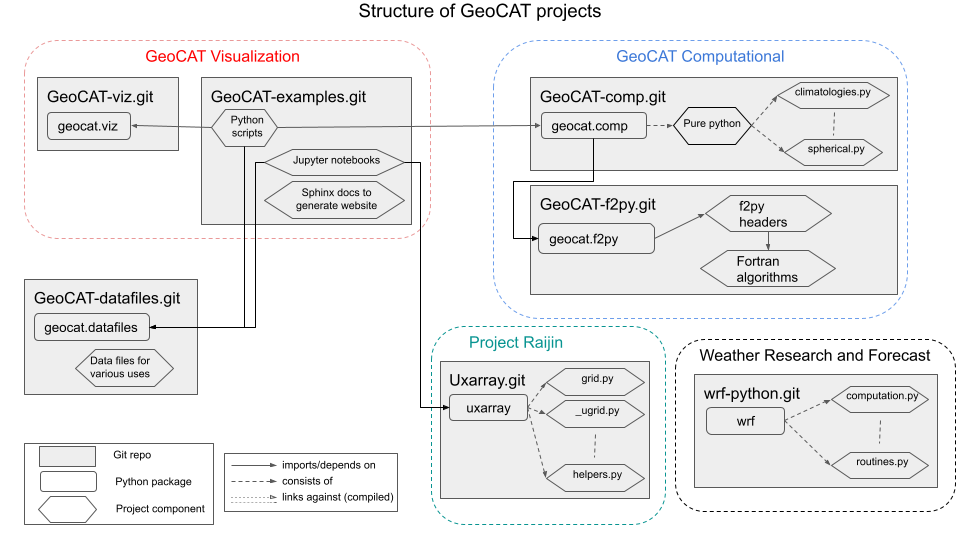 Structure of GeoCAT projects
GeoCAT Visualization
GeoCAT-viz.git
geocat.viz
GeoCAT-examples.git
Python
scripts
Jupyter notebooks
Sphinx docs to
generate website
GeoCAT Computational
GeoCAT-comp.git
geocat.comp
Pure python
climatologies.py
spherical.py
GeoCAT-f2py.git
geocat.f2py
f2py
headers
Fortran
algorithms
GeoCAT-datafiles.git
geocat.datafiles
Data files for
various uses
Project Raijin
Uxarray.git
uxarray
grid.py
_ugrid.py
helpers.py
Weather Research and Forecast
wrf-python.git
wrf
computation.py
routines.py
Git repo
Python package
Project component
imports/depends on
consists of
links against (compiled)